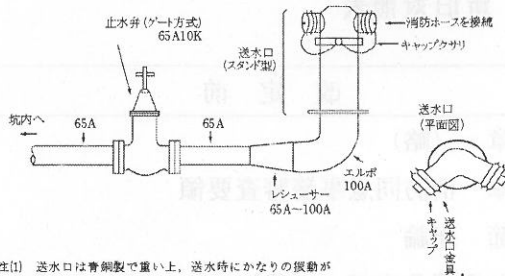 止水弁(ゲート方式)
65A10K
送水口
(スタンド型)
消防ホースを接続
キャップクサリ
坑内へ
65A
65A
送水口
(平面図)
エルボ
100A
レシューサー
65A〜100A
キャップ
送水口金具
注(1) 送水口は青銅製で重い上,送水時にかなりの振動が